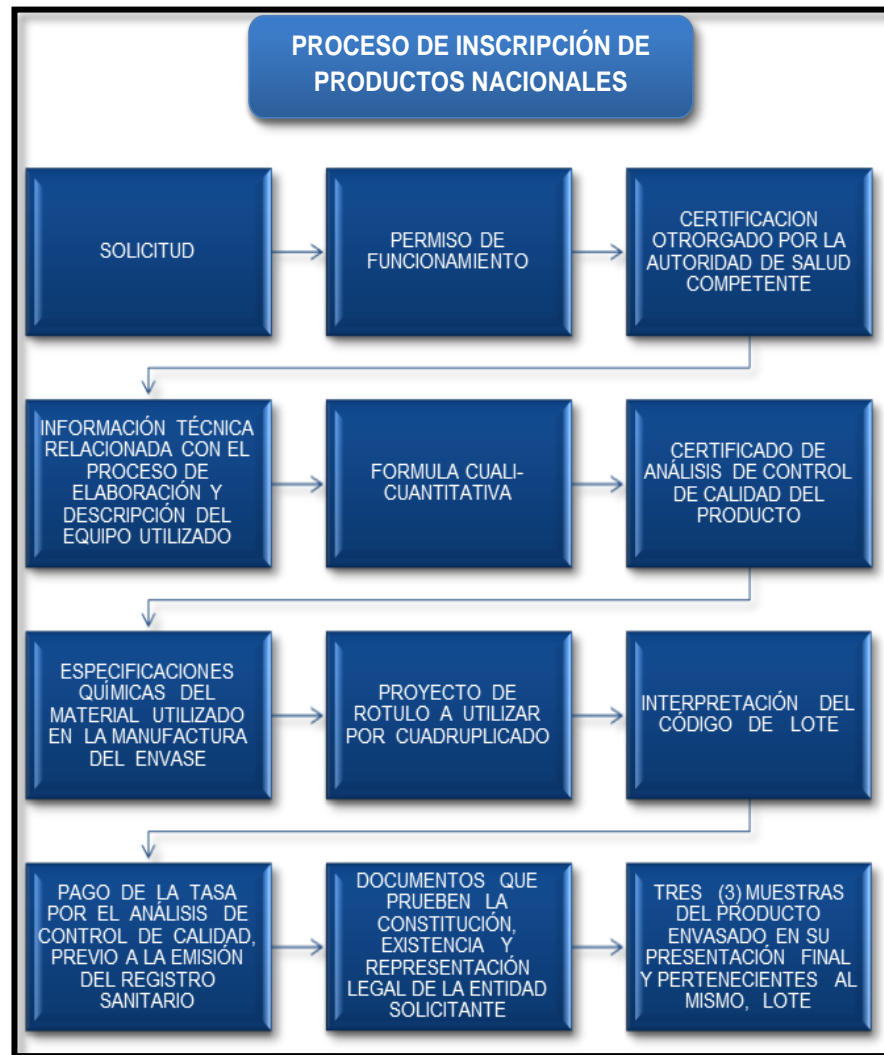 PROCESO DE INSCRIPCIÓN DE
PRODUCTOS NACIONALES
SOLICITUD
PERMISO DE
FUNCIONAMIENTO
CERTIFICACION
OTRORGADO POR LA
AUTORIDAD DE SALUD
COMPETENTE
INFORMACIÓN TÉCNICA
RELACIONADA CON EL
PROCESO DE
ELABORACIÓN Y
DESCRIPCIÓN DEL
EQUIPO UTILIZADO
FORMULA CUALI-
CUANTITATIVA
CERTIFICADO DE
ANÁLISIS DE CONTROL
DE CALIDAD DEL
PRODUCTO
ESPECIFICACIONES
QUÍMICAS DEL
MATERIAL UTILIZADO
EN LA MANUFACTURA
DEL ENVASE
PROYECTO DE
ROTULO A UTILIZAR
POR CUADRUPLICADO
INTERPRETACIÓN DEL
CÓDIGO DE LOTE
PAGO DE LA TASA
POR EL ANÁLISIS DE
CONTROL DE CALIDAD,
PREVIO A LA EMISIÓN
DEL REGISTRO
SANITARIO
DOCUMENTOS QUE
PRUEBEN LA
CONSTITUCIÓN,
EXISTENCIA Y
REPRESENTACIÓN
LEGAL DE LA ENTIDAD
SOLICITANTE
TRES (3) MUESTRAS
DEL PRODUCTO
ENVASADO EN SU
PRESENTACIÓN FINAL
Y PERTENECIENTES AL
MISMO, LOTE